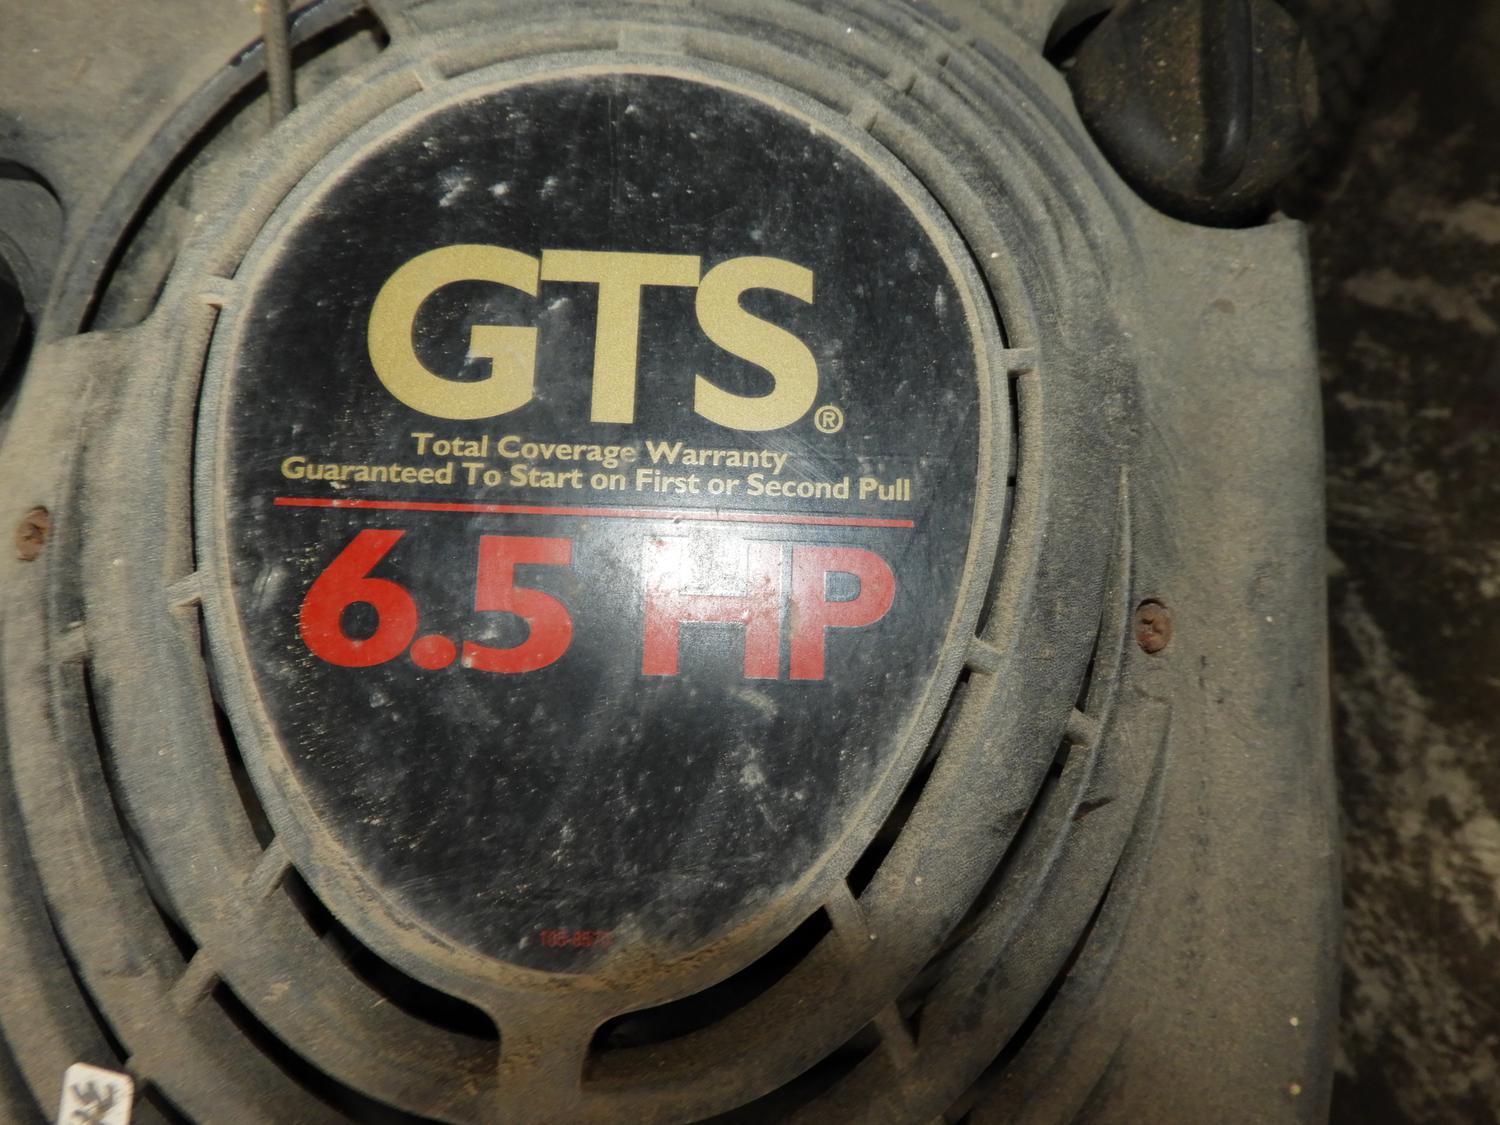 GTS®
Total Coverage Warranty
Guaranteed To Start on First or Second Pull
6.5 HP